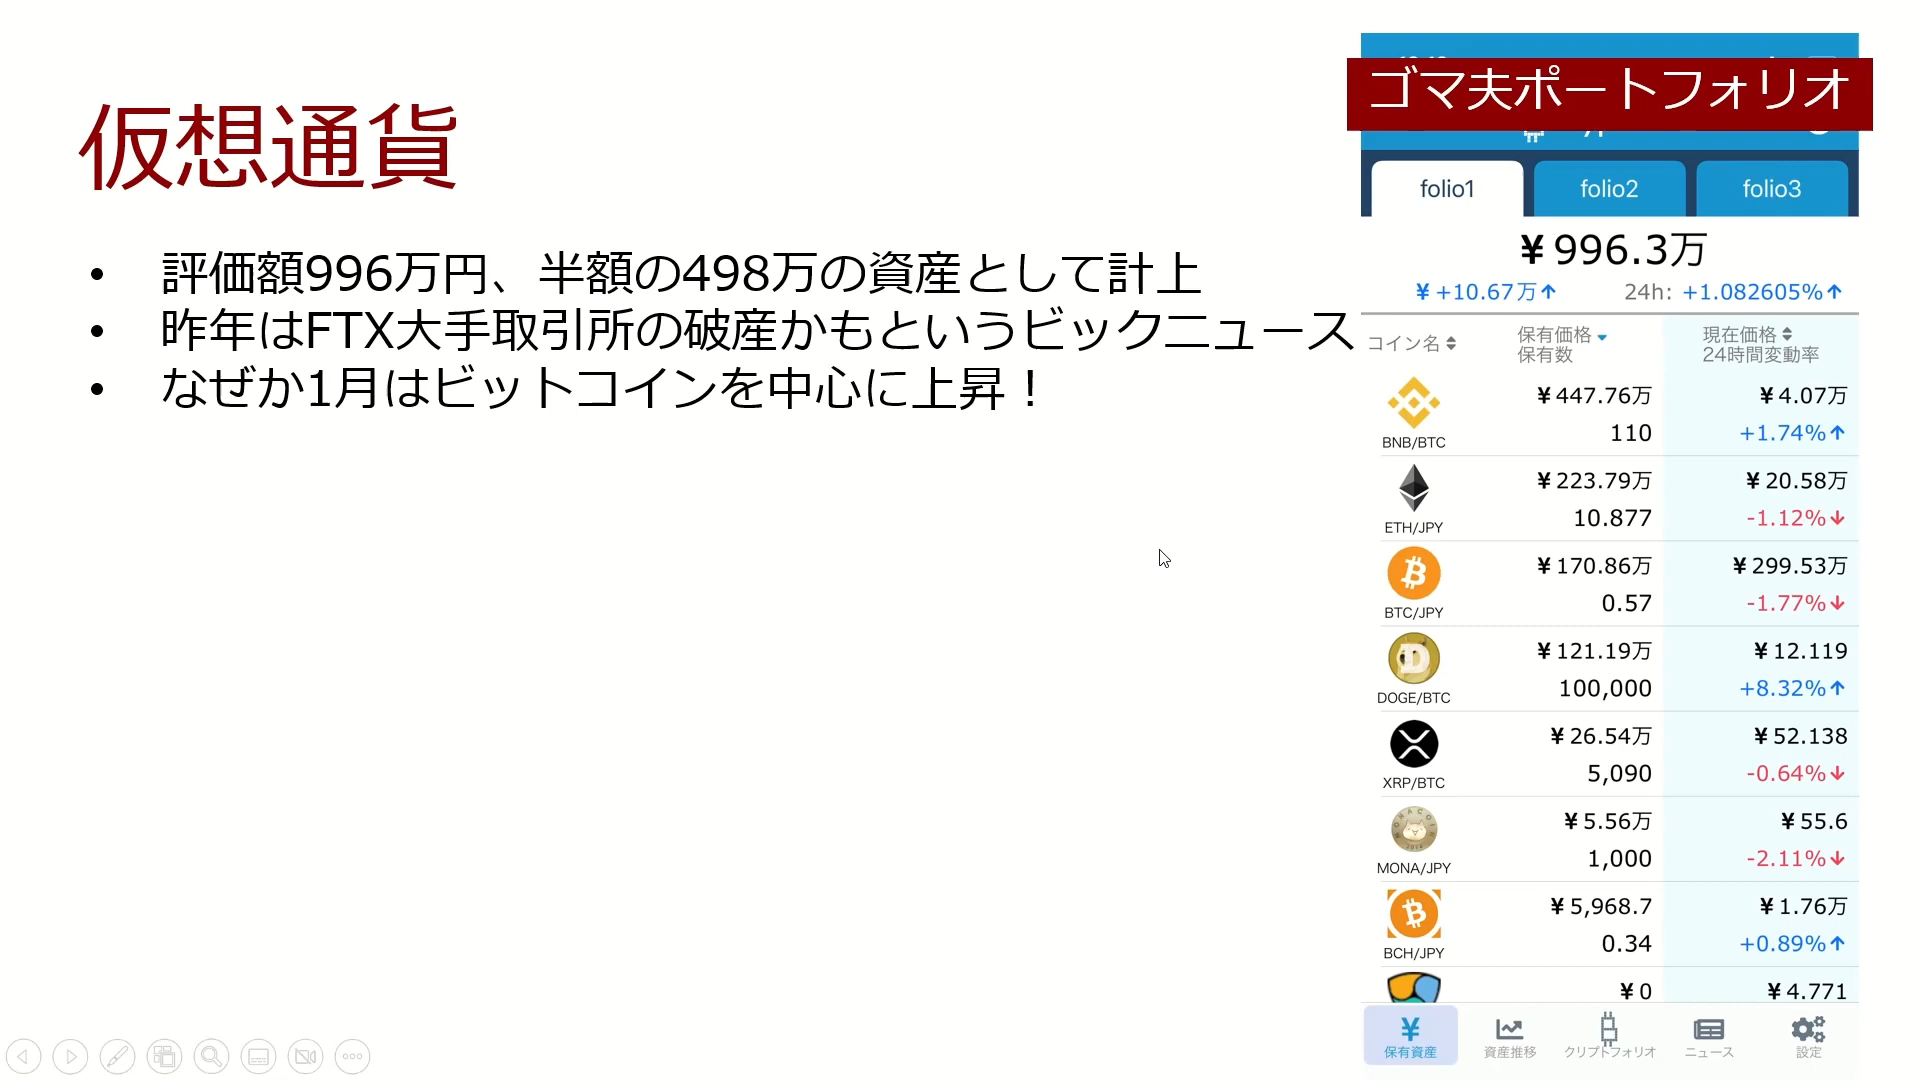 仮想通貨
• 評価額996万円、半額の498万の資産として計上
• 昨年はFTX大手取引所の破産かもというビックニュース
• なぜか1月はビットコインを中心に上昇！
ゴマ夫ポートフォリオ
folio1 folio2 folio3
¥996.3万
¥+10.67万↑ 24h: +1.082605%↑
コイン名 保有価格 現在価格
保有数 24時間変動率
¥447.76万 ¥4.07万
110 +1.74%↑
BNB/BTC
¥223.79万 ¥20.58万
10.877 -1.12%↓
ETH/JPY
¥170.86万 ¥299.53万
0.57 -1.77%↓
BTC/JPY
¥121.19万 ¥12.119
100,000 +8.32%↑
DOGE/BTC
¥26.54万 ¥52.138
5,090 -0.64%↓
XRP/BTC
¥5.56万 ¥55.6
1,000 -2.11%↓
MONA/JPY
¥5,968.7 ¥1.76万
0.34 +0.89%↑
BCH/JPY
¥0 ¥4.771
保有資産 資産推移 クリプトフォリオ ニュース 設定